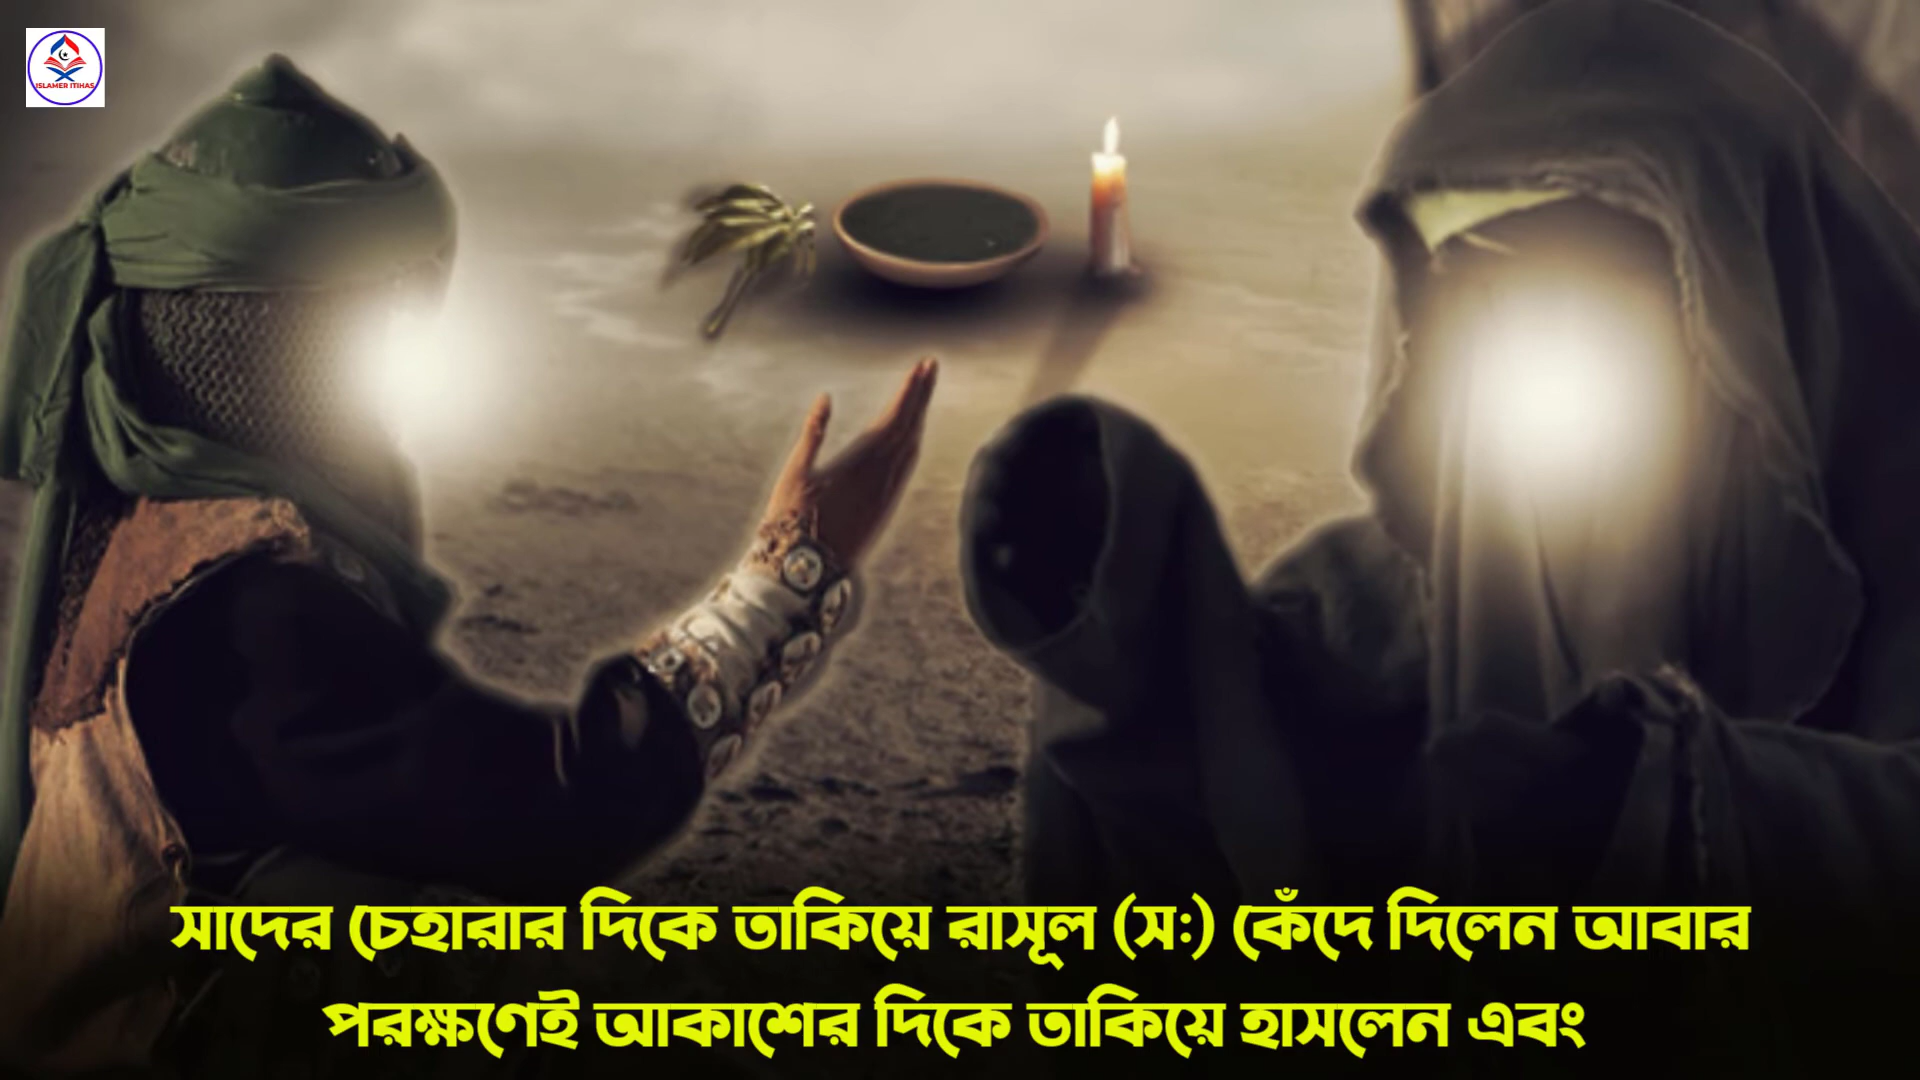 ISLAMER ITIHAS
সাদের চেহারার দিকে তাকিয়ে রাসূল (স:) কেঁদে দিলেন আবার
পরক্ষণেই আকাশের দিকে তাকিয়ে হাসলেন এবং